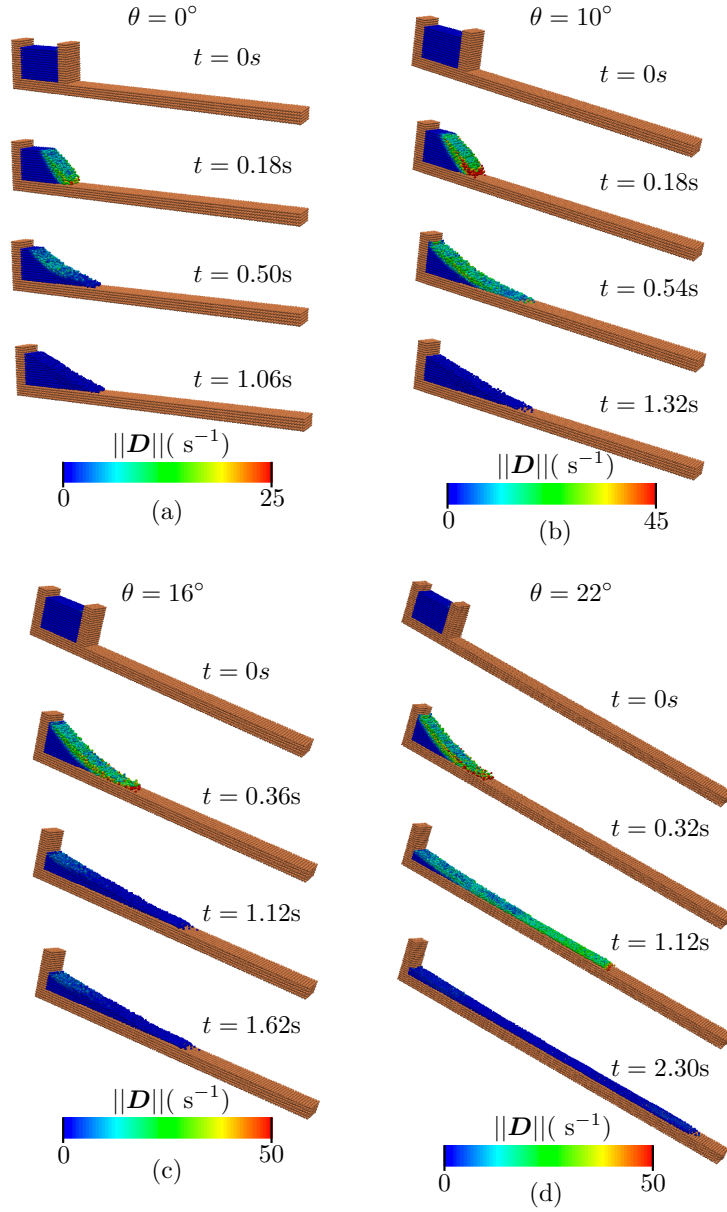 θ = 0°
t = 0s
t = 0.18s
t = 0.50s
t = 1.06s
||D||( s⁻¹)
0 25
(a)
θ = 10°
t = 0s
t = 0.18s
t = 0.54s
t = 1.32s
||D||( s⁻¹)
0 45
(b)
θ = 16°
t = 0s
t = 0.36s
t = 1.12s
t = 1.62s
||D||( s⁻¹)
0 50
(c)
θ = 22°
t = 0s
t = 0.32s
t = 1.12s
t = 2.30s
||D||( s⁻¹)
0 50
(d)